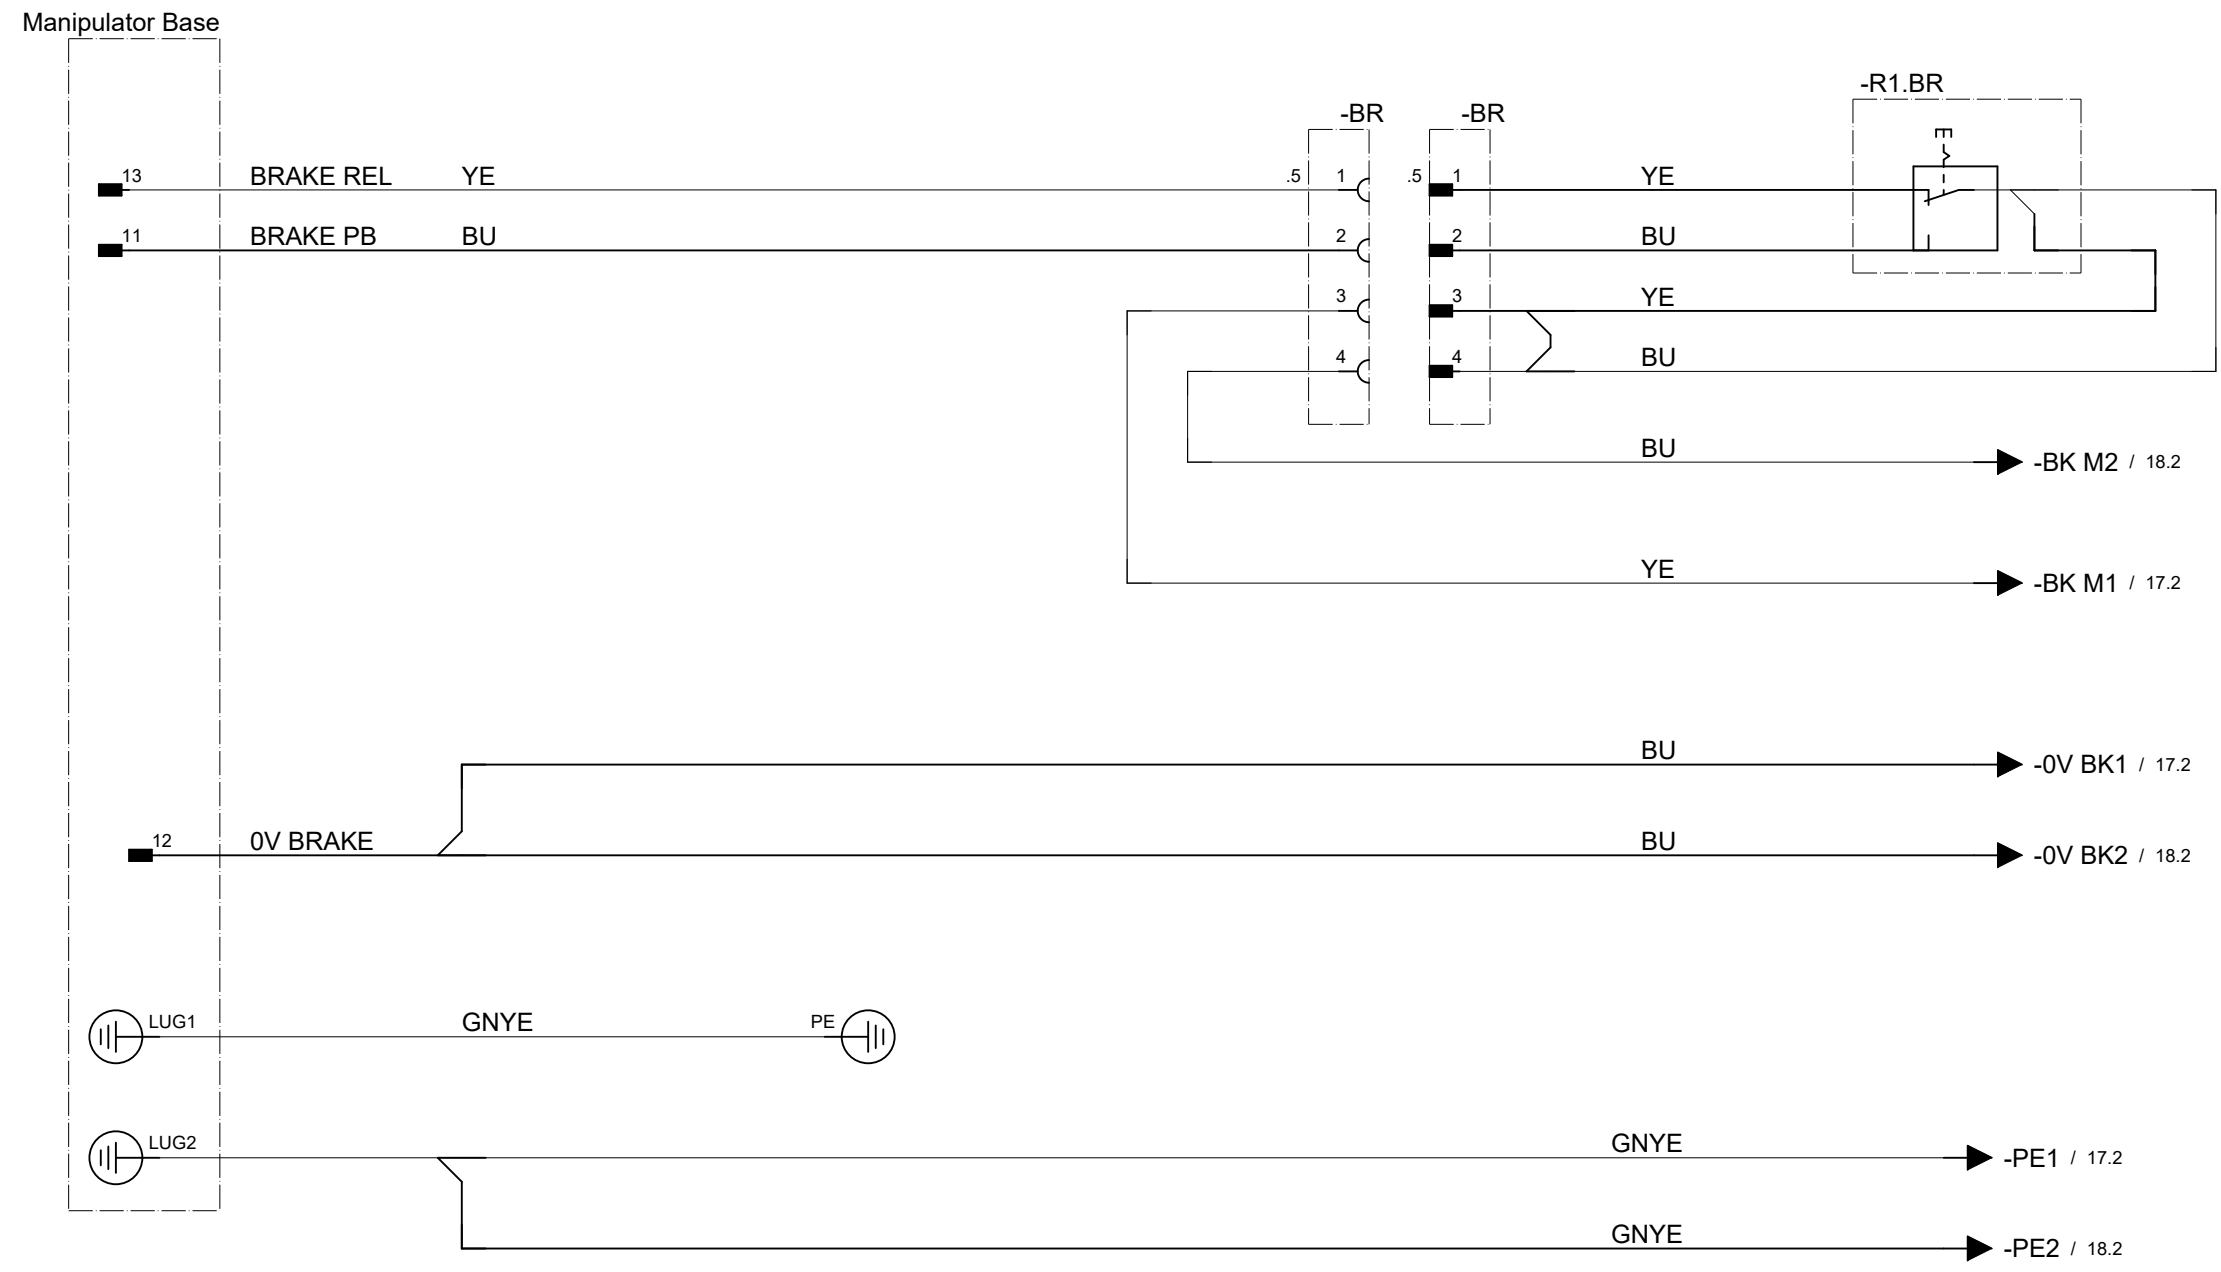 Manipulator Base
-R1.BR
-BR -BR
13 BRAKE REL YE .5 1 .5 1 YE
11 BRAKE PB BU 2 2 BU
3 3 YE
4 4 BU
BU -BK M2 / 18.2
YE -BK M1 / 17.2
BU -0V BK1 / 17.2
12 0V BRAKE BU -0V BK2 / 18.2
LUG1 GNYE PE
LUG2 GNYE -PE1 / 17.2
GNYE -PE2 / 18.2